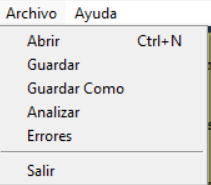 Archivo Ayuda
Abrir Ctrl+N
Guardar
Guardar Como
Analizar
Errores
Salir